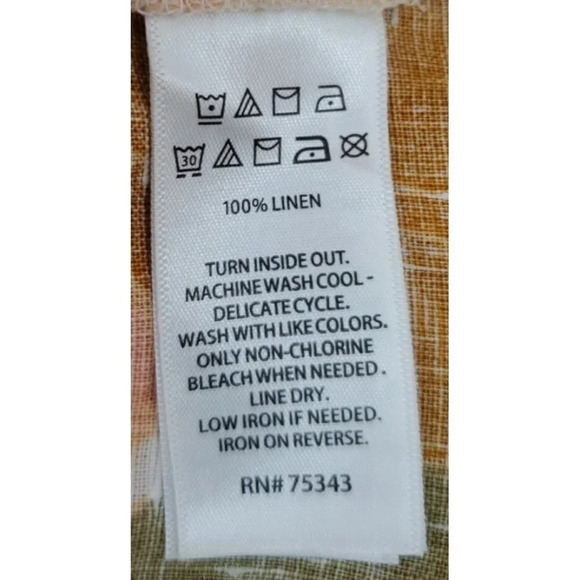 30
100% LINEN
TURN INSIDE OUT.
MACHINE WASH COOL -
DELICATE CYCLE.
WASH WITH LIKE COLORS.
ONLY NON-CHLORINE
BLEACH WHEN NEEDED.
LINE DRY.
LOW IRON IF NEEDED.
IRON ON REVERSE.
RN# 75343